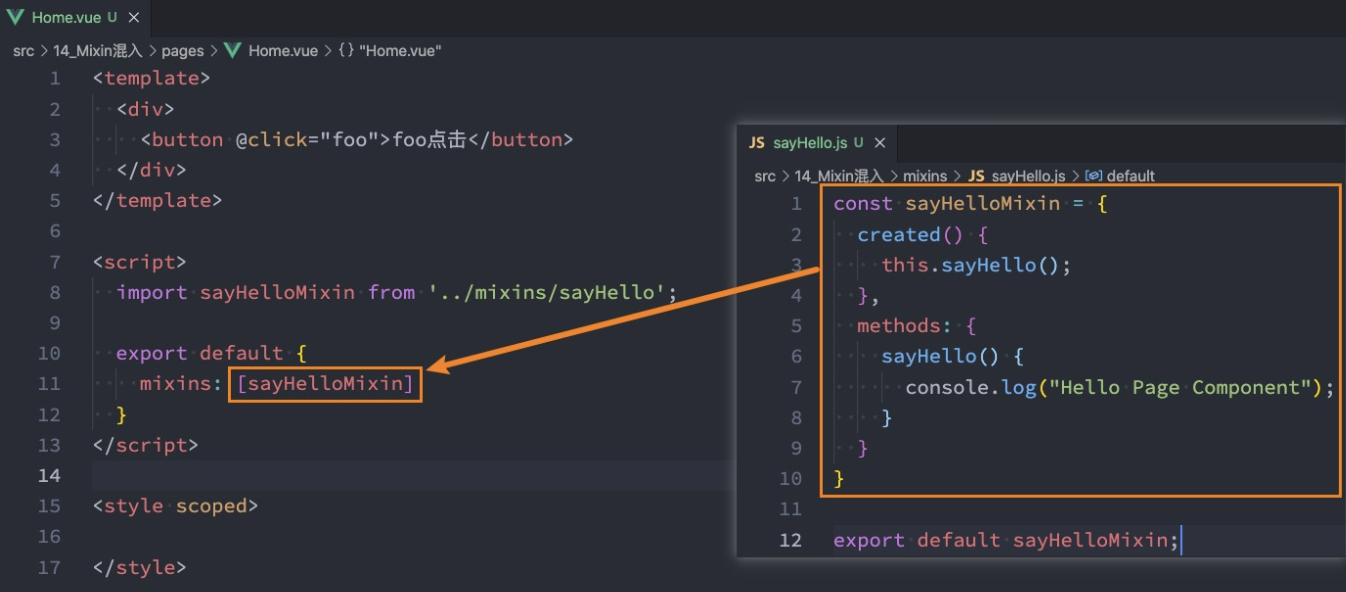 Home.vue U ×
src > 14_Mixin混入 > pages > Home.vue > {} "Home.vue"
1 <template>
2 <div>
3 <button @click="foo">foo点击</button>
4 </div>
5 </template>
6
7 <script>
8 import sayHelloMixin from '../mixins/sayHello';
9
10 export default {
11 mixins: [sayHelloMixin]
12 }
13 </script>
14
15 <style scoped>
16
17 </style>
JS sayHello.js U ×
src > 14_Mixin混入 > mixins > JS sayHello.js > default
1 const sayHelloMixin = {
2 created() {
3 this.sayHello();
4 },
5 methods: {
6 sayHello() {
7 console.log("Hello Page Component");
8 }
9 }
10 }
11
12 export default sayHelloMixin;